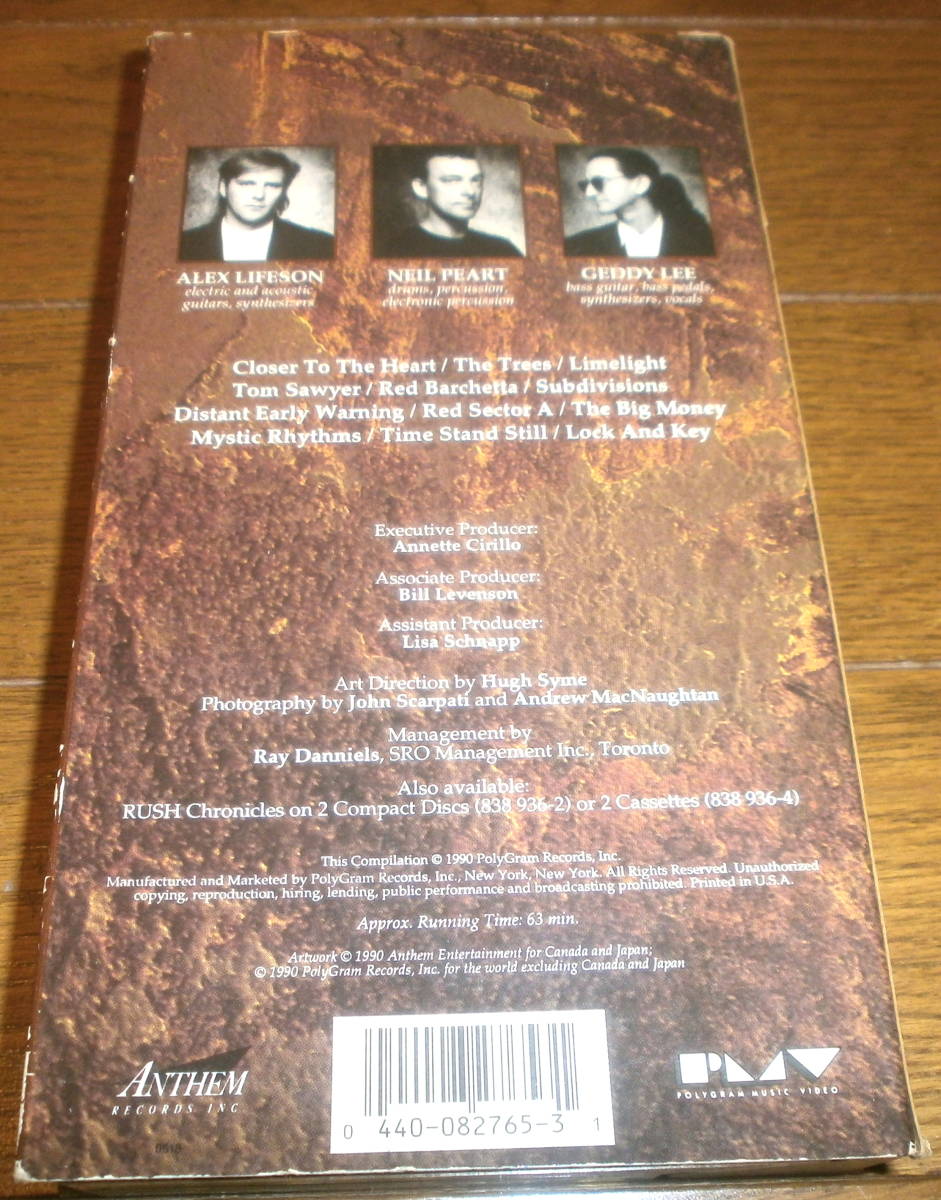 ALEX LIFESON
electric and acoustic
guitars, synthesizers
NEIL PEART
drums, percussion,
electronic percussion
GEDDY LEE
bass guitar, bass pedals,
synthesizers, vocals
Closer To The Heart / The Trees / Limelight
Tom Sawyer / Red Barchetta / Subdivisions
Distant Early Warning / Red Sector A / The Big Money
Mystic Rhythms / Time Stand Still / Lock And Key
Executive Producer:
Annette Cirillo
Associate Producer:
Bill Levenson
Assistant Producer:
Lisa Schnapp
Art Direction by Hugh Syme
Photography by John Scarpati and Andrew MacNaughtan
Management by
Ray Danniels, SRO Management Inc., Toronto
Also available:
RUSH Chronicles on 2 Compact Discs (838 936-2) or 2 Cassettes (838 936-4)
This Compilation © 1990 PolyGram Records, Inc.
Manufactured and Marketed by PolyGram Records, Inc., New York, New York. All Rights Reserved. Unauthorized
copying, reproduction, hiring, lending, public performance and broadcasting prohibited. Printed in U.S.A.
Approx. Running Time: 63 min.
Artwork © 1990 Anthem Entertainment for Canada and Japan;
© 1990 PolyGram Records, Inc. for the world excluding Canada and Japan
ANTHEM
RECORDS INC
0 440-082765-3 1
PMV
POLYGRAM MUSIC VIDEO